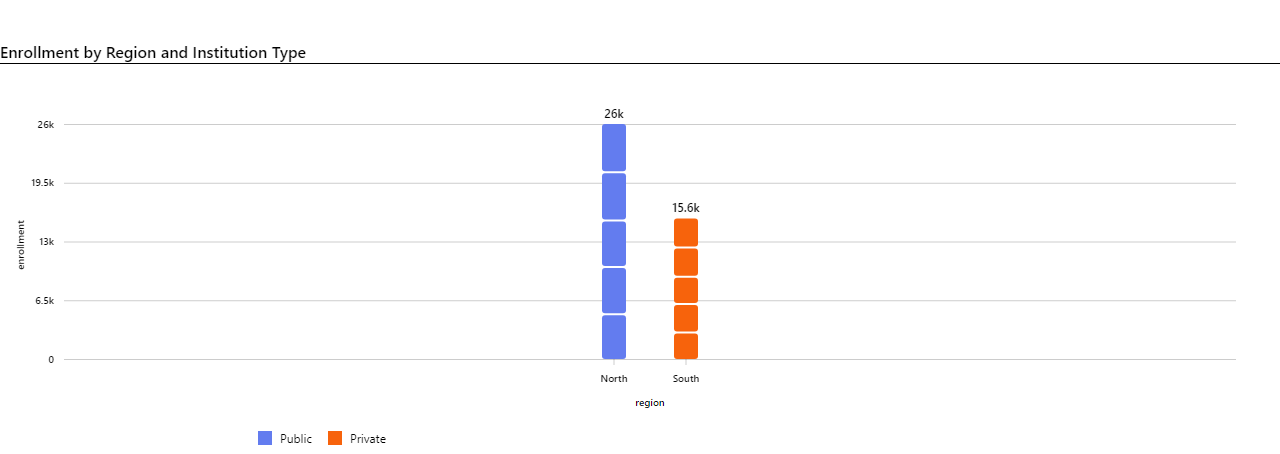 Enrollment by Region and Institution Type
26k
26k
19.5k
15.6k
enrollment
13k
6.5k
0
North South
region
Public Private